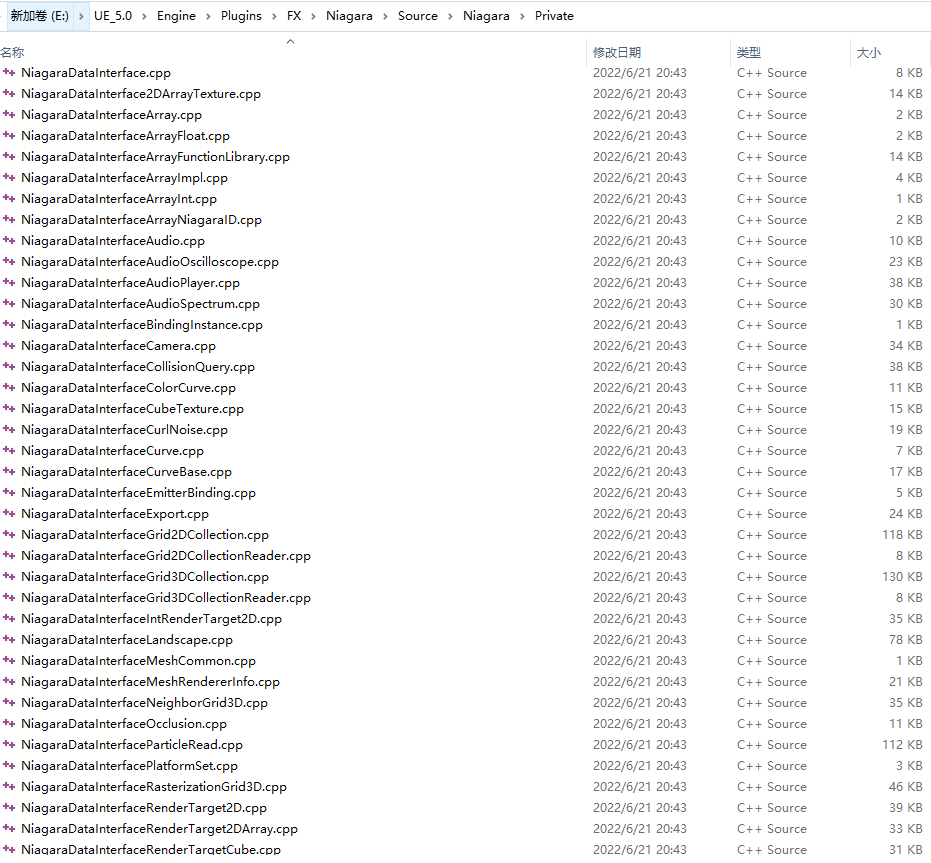 新加卷 (E:) > UE_5.0 > Engine > Plugins > FX > Niagara > Source > Niagara > Private
名称 修改日期 类型 大小
NiagaraDataInterface.cpp 2022/6/21 20:43 C++ Source 8 KB
NiagaraDataInterface2DArrayTexture.cpp 2022/6/21 20:43 C++ Source 14 KB
NiagaraDataInterfaceArray.cpp 2022/6/21 20:43 C++ Source 2 KB
NiagaraDataInterfaceArrayFloat.cpp 2022/6/21 20:43 C++ Source 2 KB
NiagaraDataInterfaceArrayFunctionLibrary.cpp 2022/6/21 20:43 C++ Source 14 KB
NiagaraDataInterfaceArrayImpl.cpp 2022/6/21 20:43 C++ Source 4 KB
NiagaraDataInterfaceArrayInt.cpp 2022/6/21 20:43 C++ Source 1 KB
NiagaraDataInterfaceArrayNiagaraID.cpp 2022/6/21 20:43 C++ Source 2 KB
NiagaraDataInterfaceAudio.cpp 2022/6/21 20:43 C++ Source 10 KB
NiagaraDataInterfaceAudioOscilloscope.cpp 2022/6/21 20:43 C++ Source 23 KB
NiagaraDataInterfaceAudioPlayer.cpp 2022/6/21 20:43 C++ Source 38 KB
NiagaraDataInterfaceAudioSpectrum.cpp 2022/6/21 20:43 C++ Source 30 KB
NiagaraDataInterfaceBindingInstance.cpp 2022/6/21 20:43 C++ Source 1 KB
NiagaraDataInterfaceCamera.cpp 2022/6/21 20:43 C++ Source 34 KB
NiagaraDataInterfaceCollisionQuery.cpp 2022/6/21 20:43 C++ Source 38 KB
NiagaraDataInterfaceColorCurve.cpp 2022/6/21 20:43 C++ Source 11 KB
NiagaraDataInterfaceCubeTexture.cpp 2022/6/21 20:43 C++ Source 15 KB
NiagaraDataInterfaceCurlNoise.cpp 2022/6/21 20:43 C++ Source 19 KB
NiagaraDataInterfaceCurve.cpp 2022/6/21 20:43 C++ Source 7 KB
NiagaraDataInterfaceCurveBase.cpp 2022/6/21 20:43 C++ Source 17 KB
NiagaraDataInterfaceEmitterBinding.cpp 2022/6/21 20:43 C++ Source 5 KB
NiagaraDataInterfaceExport.cpp 2022/6/21 20:43 C++ Source 24 KB
NiagaraDataInterfaceGrid2DCollection.cpp 2022/6/21 20:43 C++ Source 118 KB
NiagaraDataInterfaceGrid2DCollectionReader.cpp 2022/6/21 20:43 C++ Source 8 KB
NiagaraDataInterfaceGrid3DCollection.cpp 2022/6/21 20:43 C++ Source 130 KB
NiagaraDataInterfaceGrid3DCollectionReader.cpp 2022/6/21 20:43 C++ Source 8 KB
NiagaraDataInterfaceIntRenderTarget2D.cpp 2022/6/21 20:43 C++ Source 35 KB
NiagaraDataInterfaceLandscape.cpp 2022/6/21 20:43 C++ Source 78 KB
NiagaraDataInterfaceMeshCommon.cpp 2022/6/21 20:43 C++ Source 1 KB
NiagaraDataInterfaceMeshRendererInfo.cpp 2022/6/21 20:43 C++ Source 21 KB
NiagaraDataInterfaceNeighborGrid3D.cpp 2022/6/21 20:43 C++ Source 35 KB
NiagaraDataInterfaceOcclusion.cpp 2022/6/21 20:43 C++ Source 11 KB
NiagaraDataInterfaceParticleRead.cpp 2022/6/21 20:43 C++ Source 112 KB
NiagaraDataInterfacePlatformSet.cpp 2022/6/21 20:43 C++ Source 3 KB
NiagaraDataInterfaceRasterizationGrid3D.cpp 2022/6/21 20:43 C++ Source 46 KB
NiagaraDataInterfaceRenderTarget2D.cpp 2022/6/21 20:43 C++ Source 39 KB
NiagaraDataInterfaceRenderTarget2DArray.cpp 2022/6/21 20:43 C++ Source 33 KB
NiagaraDataInterfaceRenderTargetCube.cpp 2022/6/21 20:43 C++ Source 31 KB